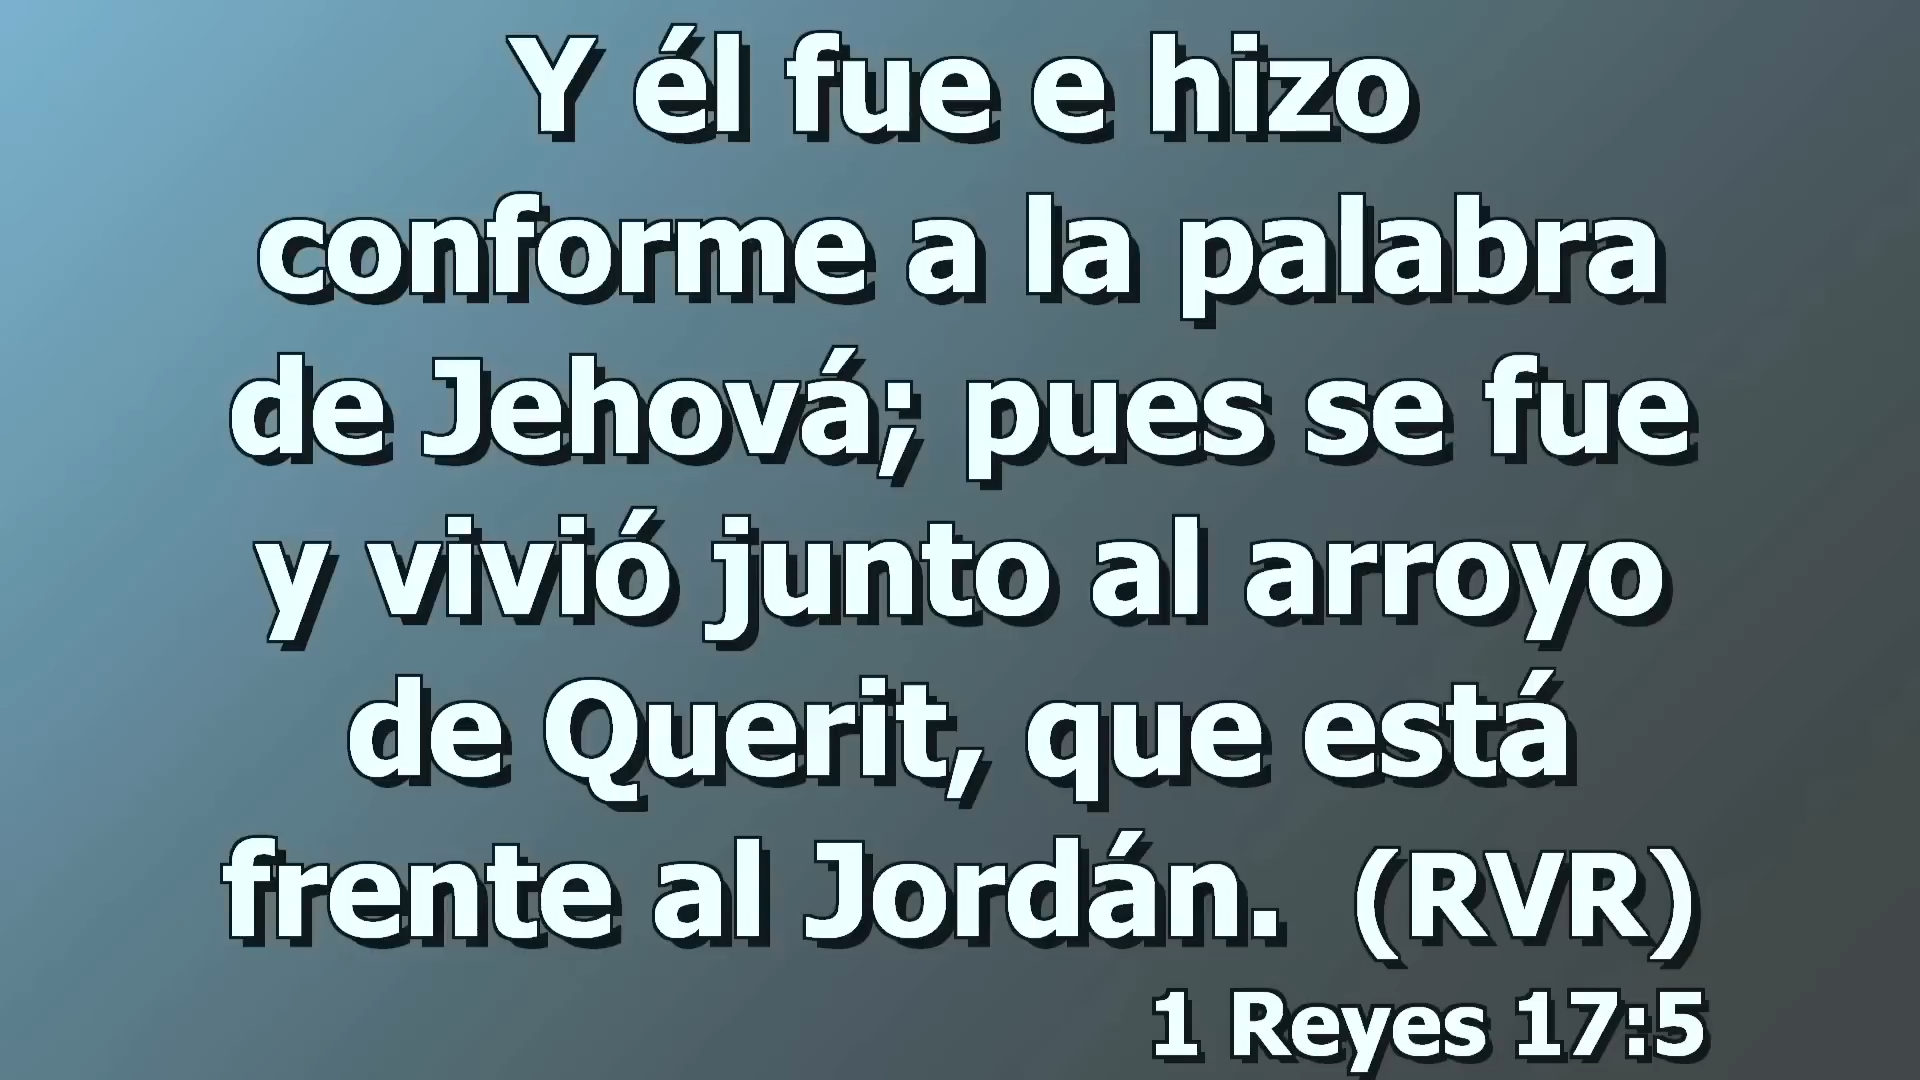 Y él fue e hizo
conforme a la palabra
de Jehová; pues se fue
y vivió junto al arroyo
de Querit, que está
frente al Jordán.  (RVR)
1 Reyes 17:5